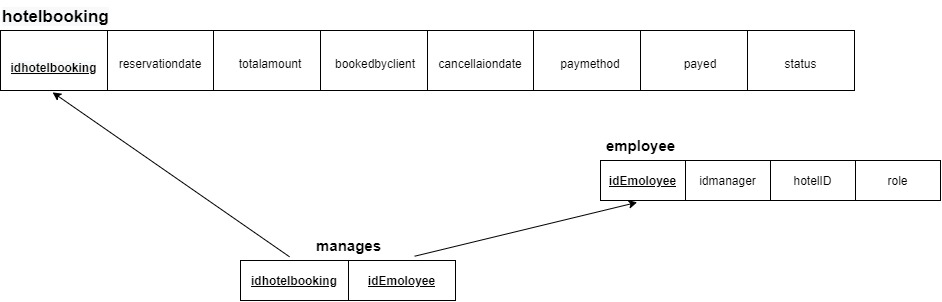 hotelbooking
idhotelbooking reservationdate totalamount bookedbyclient cancellaiondate paymethod payed status
employee
idEmoloyee idmanager hotelID role
manages
idhotelbooking idEmoloyee